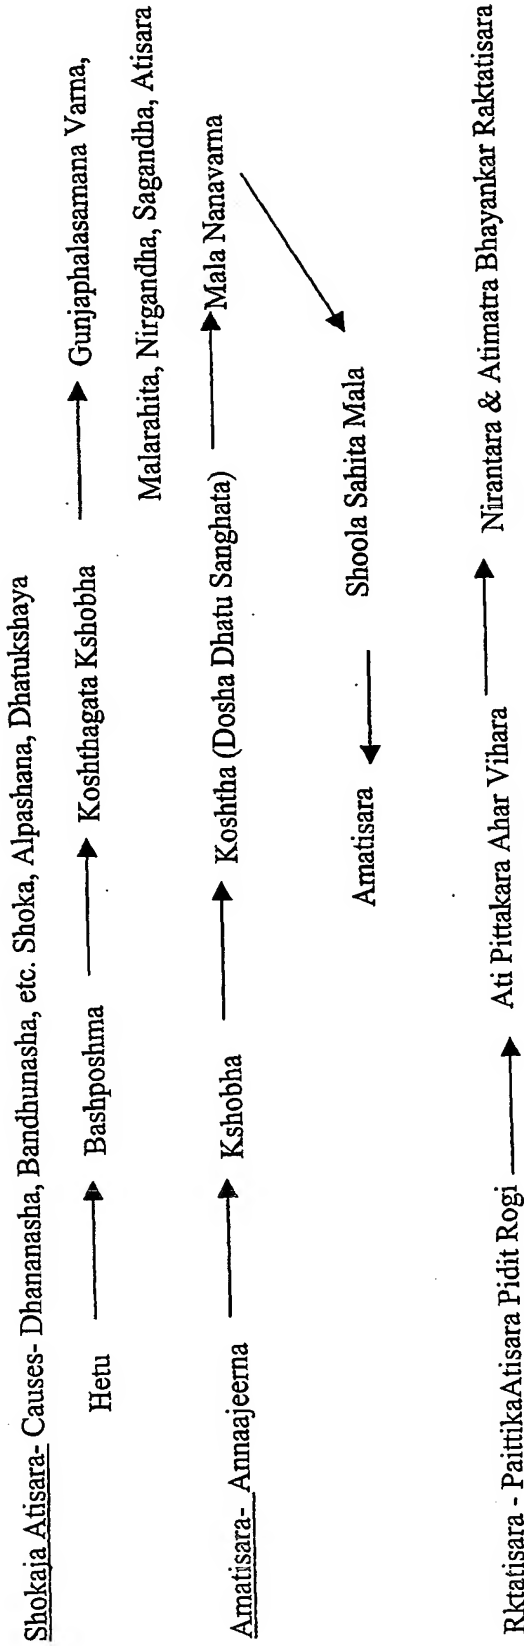 Shokaja Atisara- Causes- Dhananasha, Bandhunasha, etc. Shoka, Alpashana, Dhatukshaya
Hetu → Bashposhma → Koshthagata Kshobha → Gunjaphalasamana Varna,
Malarahita, Nirgandha, Sagandha, Atisara
Amatisara- Annaajeerna → Kshobha → Koshtha (Dosha Dhatu Sanghata) → Mala Nanavarna
Amatisara ← Shoola Sahita Mala
Rktatisara - PaittikaAtisara Pidit Rogi → Ati Pittakara Ahar Vihara → Nirantara & Atimatra Bhayankar Raktatisara